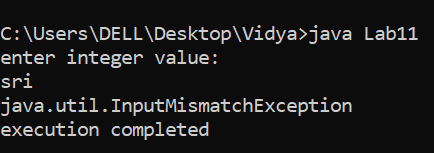 C:\Users\DELL\Desktop\Vidya>java Lab11
enter integer value:
sri
java.util.InputMismatchException
execution completed